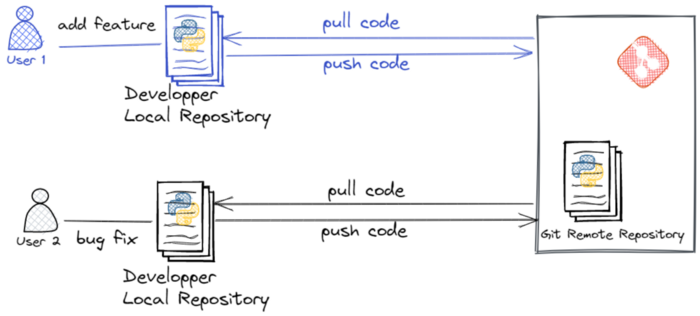 add feature
User 1
pull code
push code
Developper
Local Repository
User 2
bug fix
pull code
push code
Developper
Local Repository
Git Remote Repository